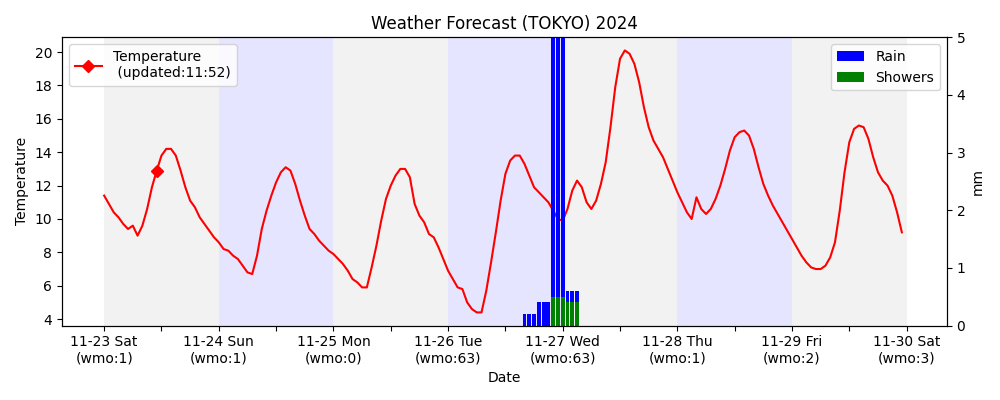 Weather Forecast (TOKYO) 2024
Temperature
(updated:11:52)
Rain
Showers
Temperature
20
18
16
14
12
10
8
6
4
5
4
3
2
1
0
mm
11-23 Sat 11-24 Sun 11-25 Mon 11-26 Tue 11-27 Wed 11-28 Thu 11-29 Fri 11-30 Sat
(wmo:1) (wmo:1) (wmo:0) (wmo:63) (wmo:63) (wmo:1) (wmo:2) (wmo:3)
Date